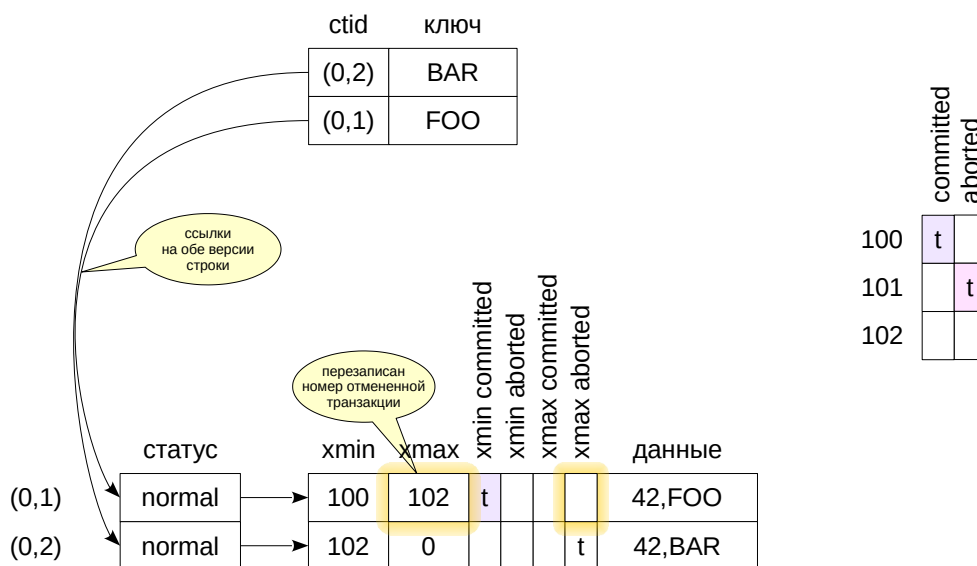 ctid ключ
(0,2) BAR
(0,1) FOO
ссылки
на обе версии
строки
перезаписан
номер отмененной
транзакции
статус xmin xmax xmin committed xmin aborted xmax committed xmax aborted данные
(0,1) normal 100 102 t 42,FOO
(0,2) normal 102 0 t 42,BAR
committed aborted
100 t
101 t
102